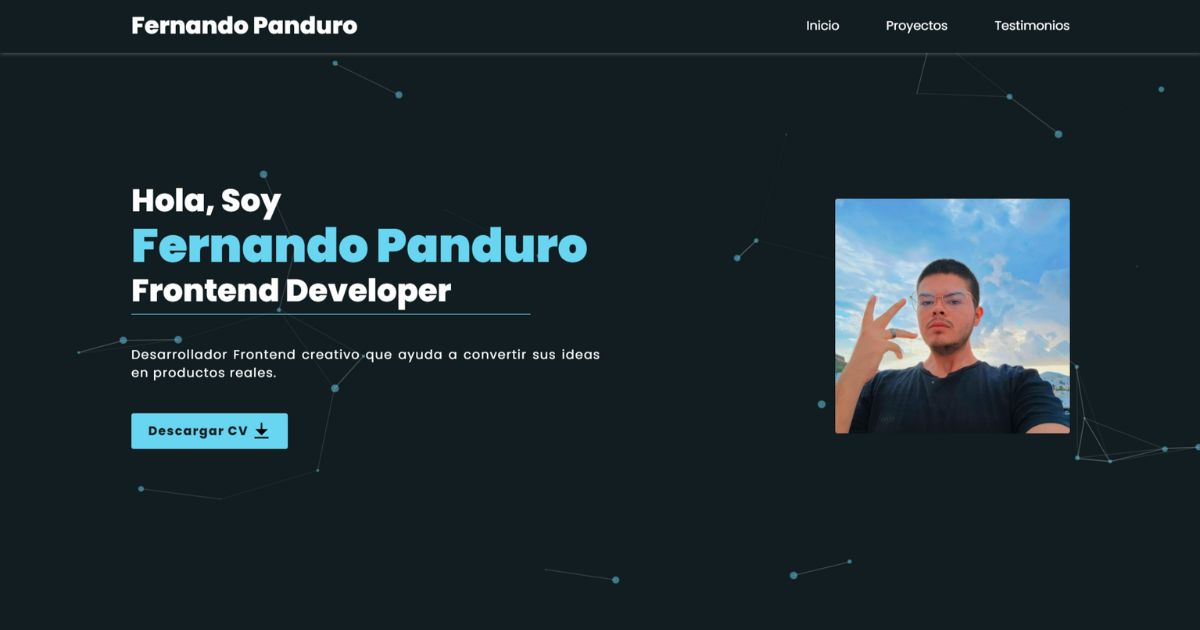 Fernando Panduro
Inicio Proyectos Testimonios
Hola, Soy
Fernando Panduro
Frontend Developer
Desarrollador Frontend creativo que ayuda a convertir sus ideas
en productos reales.
Descargar CV